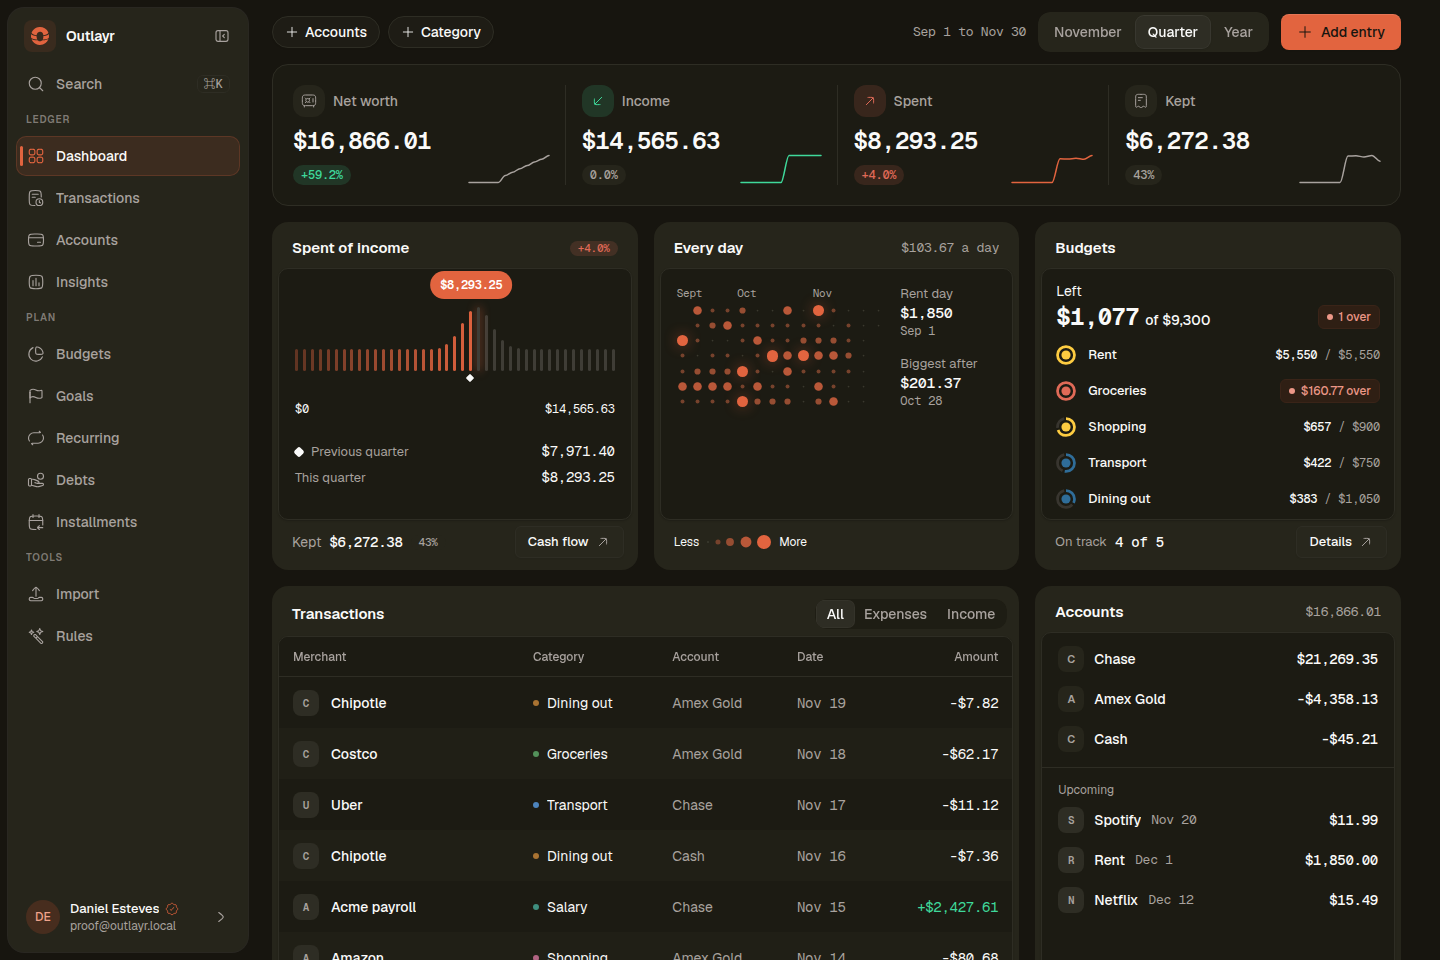 Outlayr
Search ⌘K
LEDGER
Dashboard
Transactions
Accounts
Insights
PLAN
Budgets
Goals
Recurring
Debts
Installments
TOOLS
Import
Rules
DE
Daniel Esteves
proof@outlayr.local
Accounts Category
Sep 1 to Nov 30 November Quarter Year Add entry
Net worth
$16,866.01
+59.2%
Income
$14,565.63
0.0%
Spent
$8,293.25
+4.0%
Kept
$6,272.38
43%
Spent of income +4.0%
$8,293.25
$0 $14,565.63
Previous quarter $7,971.40
This quarter $8,293.25
Kept $6,272.38 43% Cash flow
Every day $103.67 a day
Sept Oct Nov
Rent day
$1,850
Sep 1
Biggest after
$201.37
Oct 28
Less More
Budgets
Left
$1,077 of $9,300 1 over
Rent $5,550 / $5,550
Groceries $160.77 over
Shopping $657 / $900
Transport $422 / $750
Dining out $383 / $1,050
On track 4 of 5 Details
Transactions All Expenses Income
Merchant Category Account Date Amount
C Chipotle Dining out Amex Gold Nov 19 -$7.82
C Costco Groceries Amex Gold Nov 18 -$62.17
U Uber Transport Chase Nov 17 -$11.12
C Chipotle Dining out Cash Nov 16 -$7.36
A Acme payroll Salary Chase Nov 15 +$2,427.61
A Amazon Shopping Amex Gold Nov 14 -$80.68
Accounts $16,866.01
C Chase $21,269.35
A Amex Gold -$4,358.13
C Cash -$45.21
Upcoming
S Spotify Nov 20 $11.99
R Rent Dec 1 $1,850.00
N Netflix Dec 12 $15.49